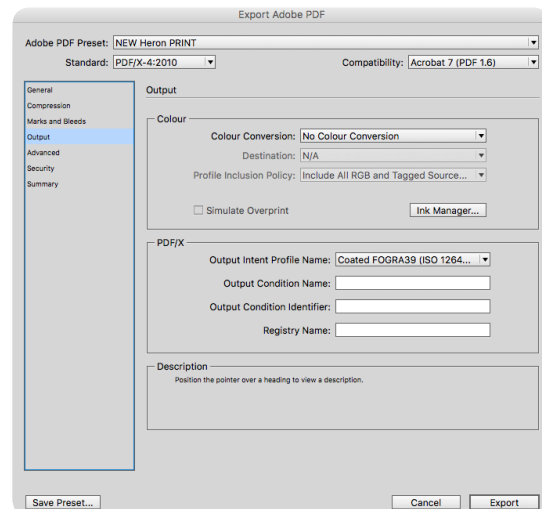 Export Adobe PDF
Adobe PDF Preset: NEW Heron PRINT
Standard: PDF/X-4:2010 Compatibility: Acrobat 7 (PDF 1.6)
General
Compression
Marks and Bleeds
Output
Advanced
Security
Summary
Output
Colour
Colour Conversion: No Colour Conversion
Destination: N/A
Profile Inclusion Policy: Include All RGB and Tagged Source...
Simulate Overprint Ink Manager...
PDF/X
Output Intent Profile Name: Coated FOGRA39 (ISO 1264...
Output Condition Name:
Output Condition Identifier:
Registry Name:
Description
Position the pointer over a heading to view a description.
Save Preset... Cancel Export